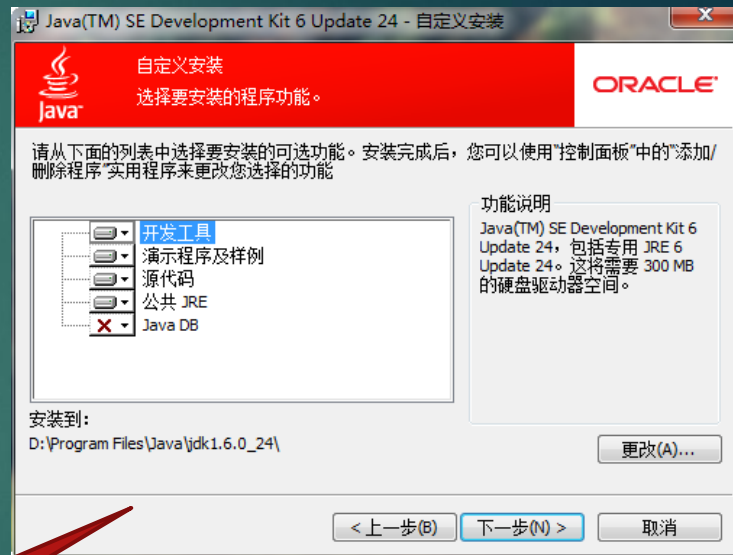 Java(TM) SE Development Kit 6 Update 24 - 自定义安装
自定义安装
选择要安装的程序功能。
Java
ORACLE
请从下面的列表中选择要安装的可选功能。安装完成后，您可以使用"控制面板"中的"添加/
删除程序"实用程序来更改您选择的功能
开发工具
演示程序及样例
源代码
公共 JRE
Java DB
功能说明
Java(TM) SE Development Kit 6
Update 24，包括专用 JRE 6
Update 24。这将需要 300 MB
的硬盘驱动器空间。
安装到：
D:\Program Files\Java\jdk1.6.0_24\
更改(A)...
<上一步(B)
下一步(N) >
取消